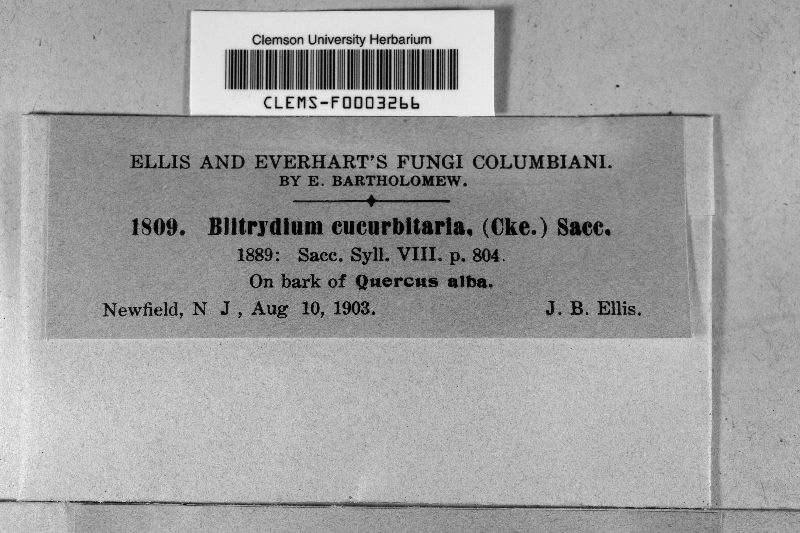 Clemson University Herbarium
CLEMS-F0003266
ELLIS AND EVERHART'S FUNGI COLUMBIANI.
BY E. BARTHOLOMEW.
1809. Blitrydium cucurbitaria, (Cke.) Sacc.
1889: Sacc. Syll. VIII. p. 804.
On bark of Quercus alba.
Newfield, N J, Aug 10, 1903. J. B. Ellis.